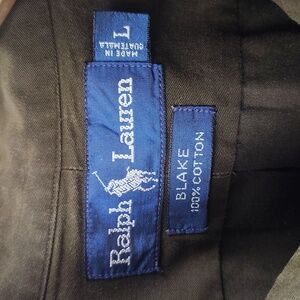 MADE IN
GUATEMALA
L
Ralph Lauren
BLAKE
100% COTTON